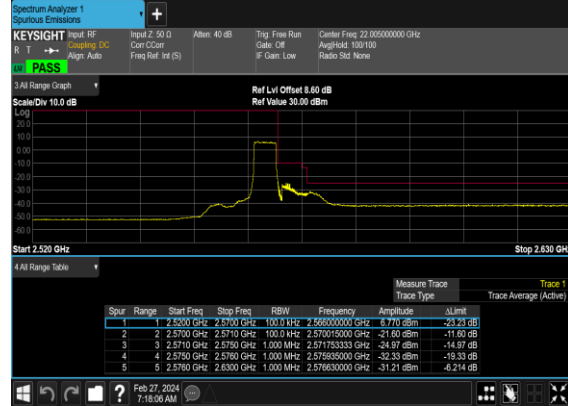 Spectrum Analyzer 1
Spurious Emissions
+
KEYSIGHT Input: RF Input Z: 50 Ω Atten: 40 dB Trig: Free Run Center Freq: 22.005000000 GHz
R T Coupling: DC Corr CCorr Gate: Off Avg|Hold: 100/100
Align: Auto Freq Ref: Int (S) IF Gain: Low Radio Std: None
PASS
3 All Range Graph Ref Lvl Offset 8.60 dB
Scale/Div 10.0 dB Ref Value 30.00 dBm
Log
20.0
10.0
0.00
-10.0
-20.0
-30.0
-40.0
-50.0
-60.0
Start 2.520 GHz Stop 2.630 GH
4 All Range Table
Measure Trace Trace 1
Trace Type Trace Average (Active)
Spur Range Start Freq Stop Freq RBW Frequency Amplitude ΔLimit
1 1 2.5200 GHz 2.5700 GHz 100.0 kHz 2.566000000 GHz 6.770 dBm -23.23 dB
2 2 2.5700 GHz 2.5710 GHz 100.0 kHz 2.570015000 GHz -21.60 dBm -11.60 dB
3 3 2.5710 GHz 2.5750 GHz 1.000 MHz 2.571753333 GHz -24.97 dBm -14.97 dB
4 4 2.5750 GHz 2.5760 GHz 1.000 MHz 2.575935000 GHz -32.33 dBm -19.33 dB
5 5 2.5760 GHz 2.6300 GHz 1.000 MHz 2.576630000 GHz -31.21 dBm -6.214 dB
? Feb 27, 2024
7:18:06 AM